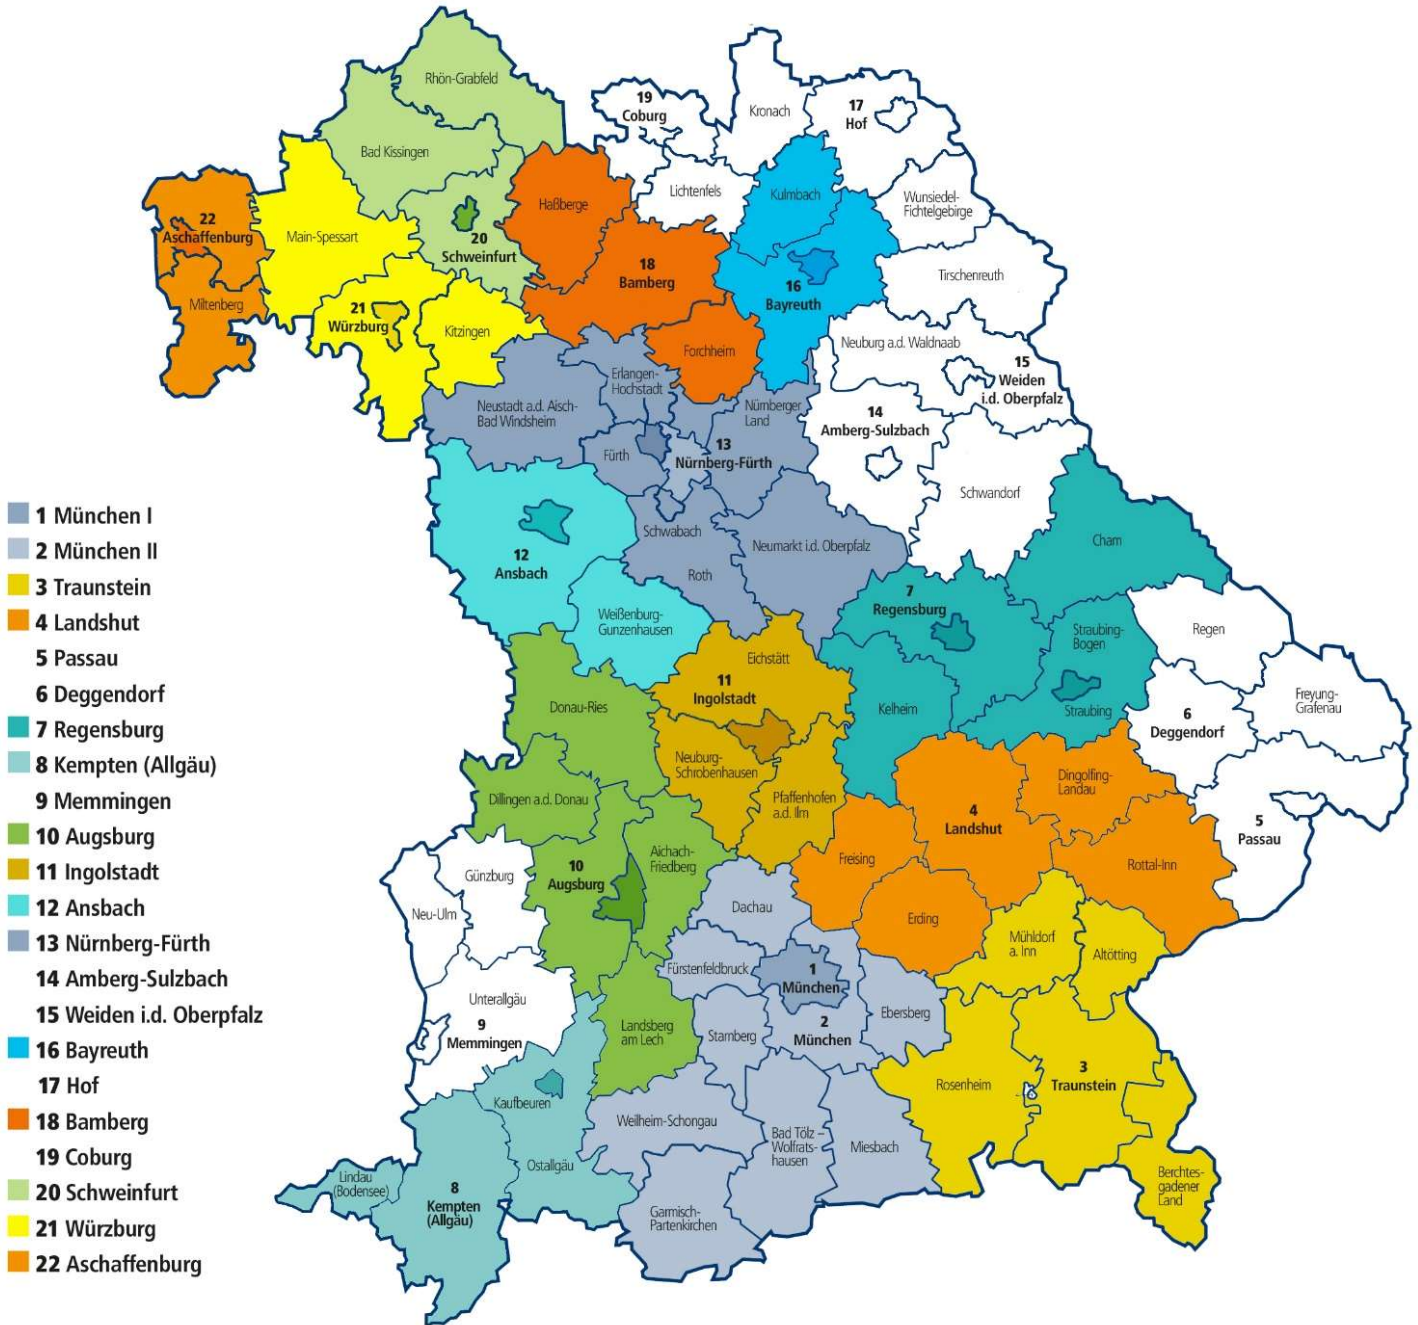 Rhön-Grabfeld
Bad Kissingen
19
Coburg
Kronach
17
Hof
Lichtenfels
Kulmbach
Wunsiedel-
Fichtelgebirge
22
Aschaffenburg
Main-Spessart
20
Schweinfurt
Haßberge
18
Bamberg
16
Bayreuth
Tirschenreuth
Miltenberg
21
Würzburg
Kitzingen
Forchheim
Neuburg a.d. Waldnaab
15
Weiden
i.d. Oberpfalz
Erlangen-
Hochstadt
Neustadt a.d. Aisch-
Bad Windsheim
Nürnberger
Land
14
Amberg-Sulzbach
Fürth
13
Nürnberg-Fürth
Schwandorf
Schwabach
Neumarkt i.d. Oberpfalz
Cham
12
Ansbach
Roth
7
Regensburg
Weißenburg-
Gunzenhausen
Straubing-
Bogen
Regen
Eichstätt
11
Ingolstadt
Donau-Ries
Kelheim
Straubing
6
Deggendorf
Freyung-
Grafenau
Neuburg-
Schrobenhausen
Dillingen a.d. Donau
Pfaffenhofen
a.d. Ilm
Dingolfing-
Landau
4
Landshut
5
Passau
Aichach-
Friedberg
10
Augsburg
Günzburg
Freising
Rottal-Inn
Neu-Ulm
Dachau
Erding
Mühldorf
a. Inn
Altötting
Fürstenfeldbruck
1
München
Unterallgäu
9
Memmingen
Landsberg
am Lech
Starnberg
2
München
Ebersberg
Kaufbeuren
Rosenheim
3
Traunstein
Weilheim-Schongau
Bad Tölz –
Wolfrats-
hausen
Miesbach
Ostallgäu
Lindau
(Bodensee)
8
Kempten
(Allgäu)
Garmisch-
Partenkirchen
Berchtes-
gadener
Land
1 München I
2 München II
3 Traunstein
4 Landshut
5 Passau
6 Deggendorf
7 Regensburg
8 Kempten (Allgäu)
9 Memmingen
10 Augsburg
11 Ingolstadt
12 Ansbach
13 Nürnberg-Fürth
14 Amberg-Sulzbach
15 Weiden i.d. Oberpfalz
16 Bayreuth
17 Hof
18 Bamberg
19 Coburg
20 Schweinfurt
21 Würzburg
22 Aschaffenburg